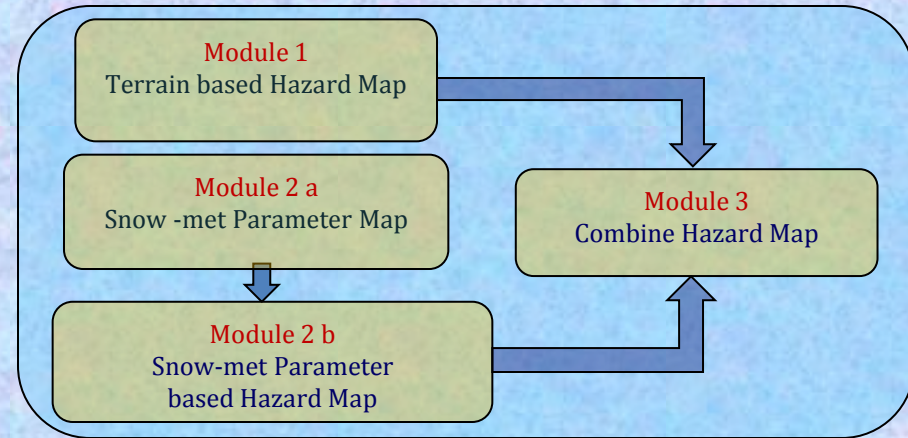 Module 1
Terrain based Hazard Map
Module 2 a
Snow -met Parameter Map
Module 2 b
Snow-met Parameter
based Hazard Map
Module 3
Combine Hazard Map